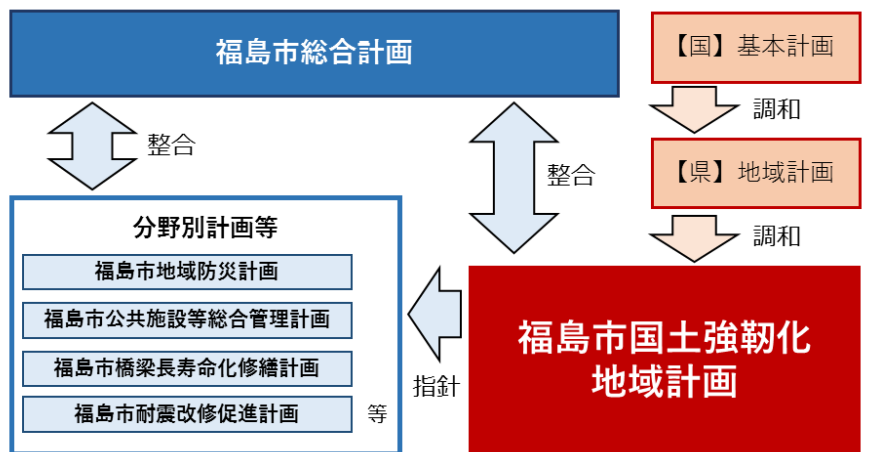 福島市総合計画
【国】基本計画
調和
整合
【県】地域計画
整合
調和
分野別計画等
福島市地域防災計画
福島市公共施設等総合管理計画
福島市橋梁長寿命化修繕計画
福島市耐震改修促進計画
等
指針
福島市国土強靭化
地域計画